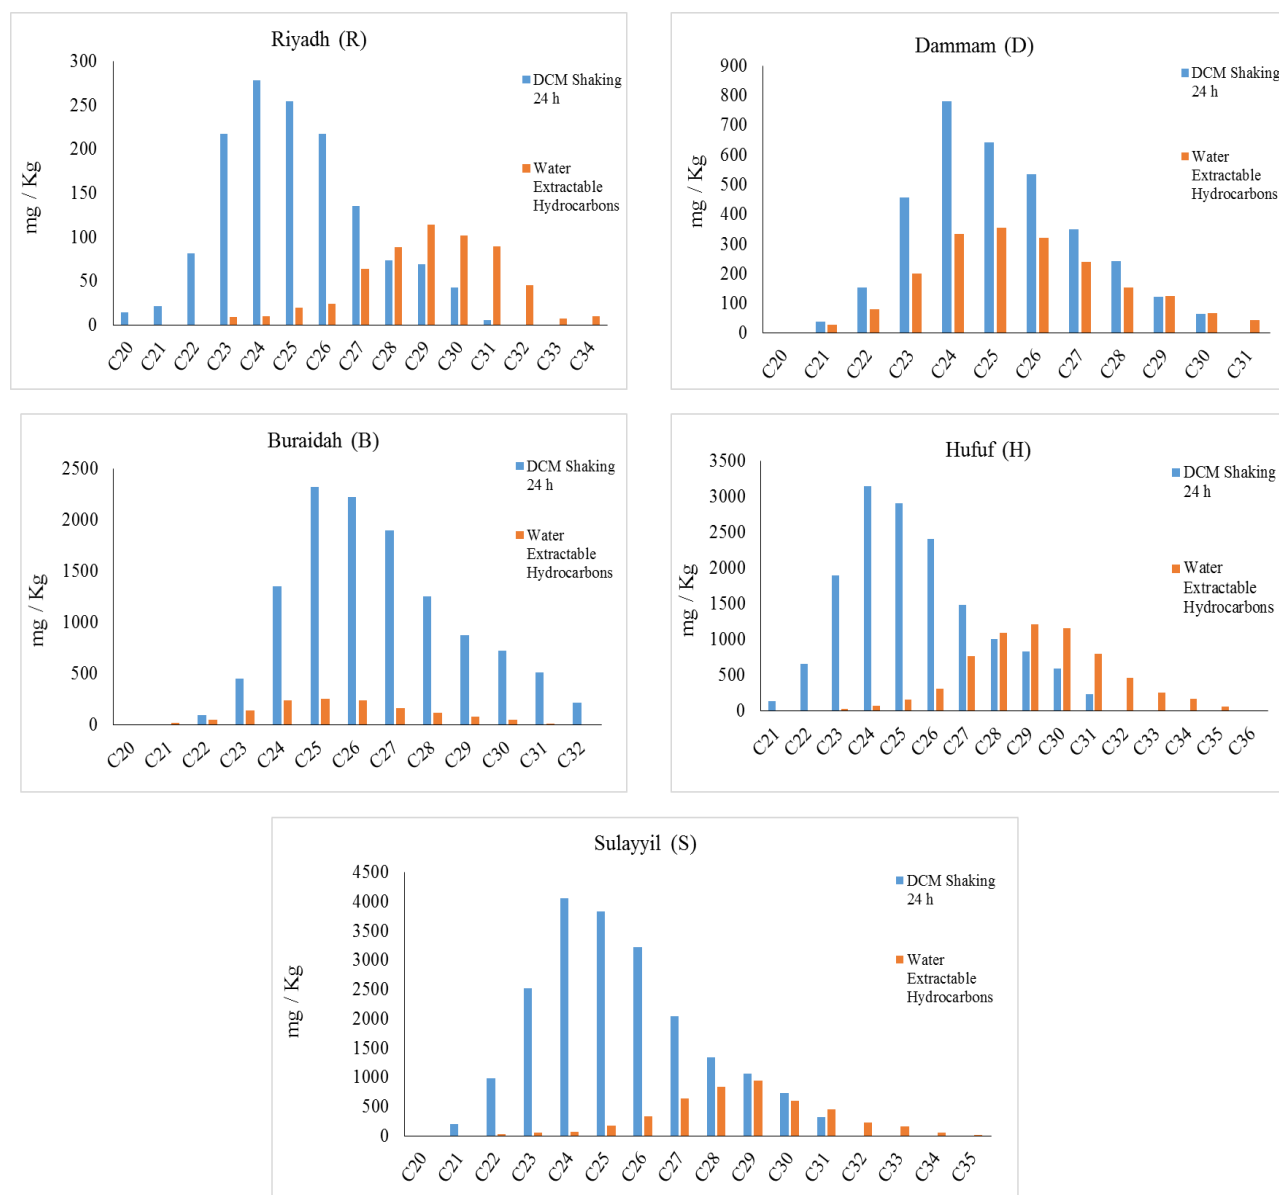 Riyadh (R)
300
250
200
150
100
50
0
mg / Kg
C20 C21 C22 C23 C24 C25 C26 C27 C28 C29 C30 C31 C32 C33 C34
DCM Shaking
24 h
Water
Extractable
Hydrocarbons
Dammam (D)
900
800
700
600
500
400
300
200
100
0
mg / Kg
C20 C21 C22 C23 C24 C25 C26 C27 C28 C29 C30 C31
DCM Shaking
24 h
Water
Extractable
Hydrocarbons
Buraidah (B)
2500
2000
1500
1000
500
0
mg / Kg
C20 C21 C22 C23 C24 C25 C26 C27 C28 C29 C30 C31 C32
DCM Shaking
24 h
Water
Extractable
Hydrocarbons
Hufuf (H)
3500
3000
2500
2000
1500
1000
500
0
mg / Kg
C21 C22 C23 C24 C25 C26 C27 C28 C29 C30 C31 C32 C33 C34 C35 C36
DCM Shaking
24 h
Water
Extractable
Hydrocarbons
Sulayyil (S)
4500
4000
3500
3000
2500
2000
1500
1000
500
0
mg / Kg
C20 C21 C22 C23 C24 C25 C26 C27 C28 C29 C30 C31 C32 C33 C34 C35
DCM Shaking
24 h
Water
Extractable
Hydrocarbons